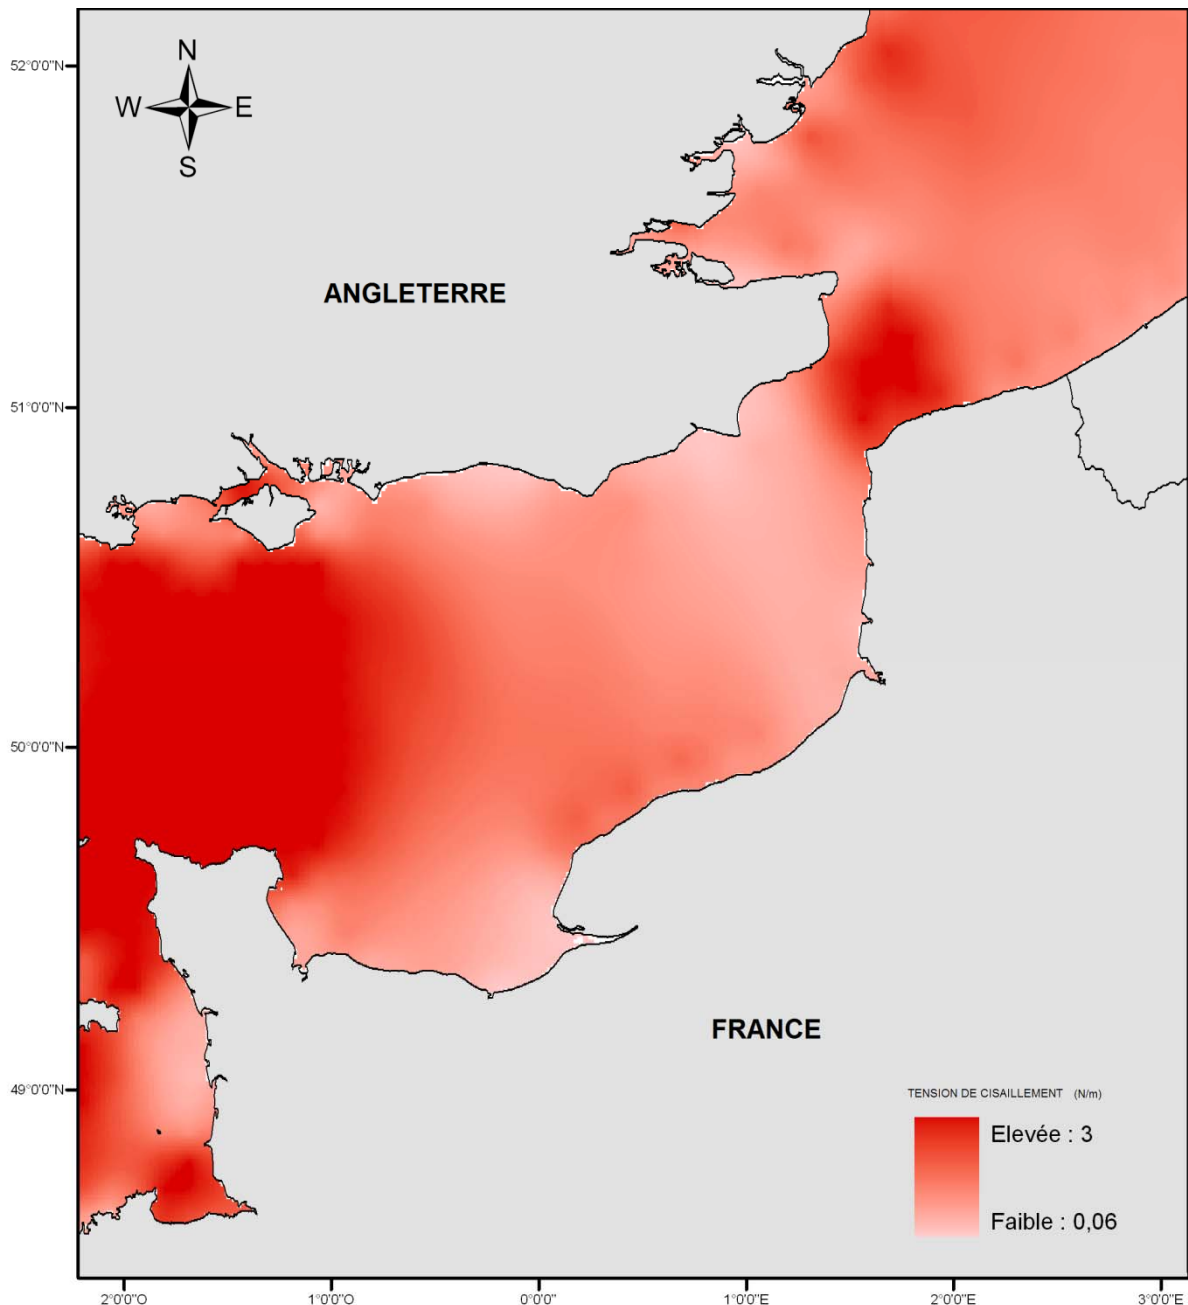 N
W E
S
52°0'0"N
51°0'0"N
50°0'0"N
49°0'0"N
ANGLETERRE
FRANCE
TENSION DE CISAILLEMENT (N/m)
Elevée : 3
Faible : 0,06
2°0'0"O 1°0'0"O 0°0'0" 1°0'0"E 2°0'0"E 3°0'0"E